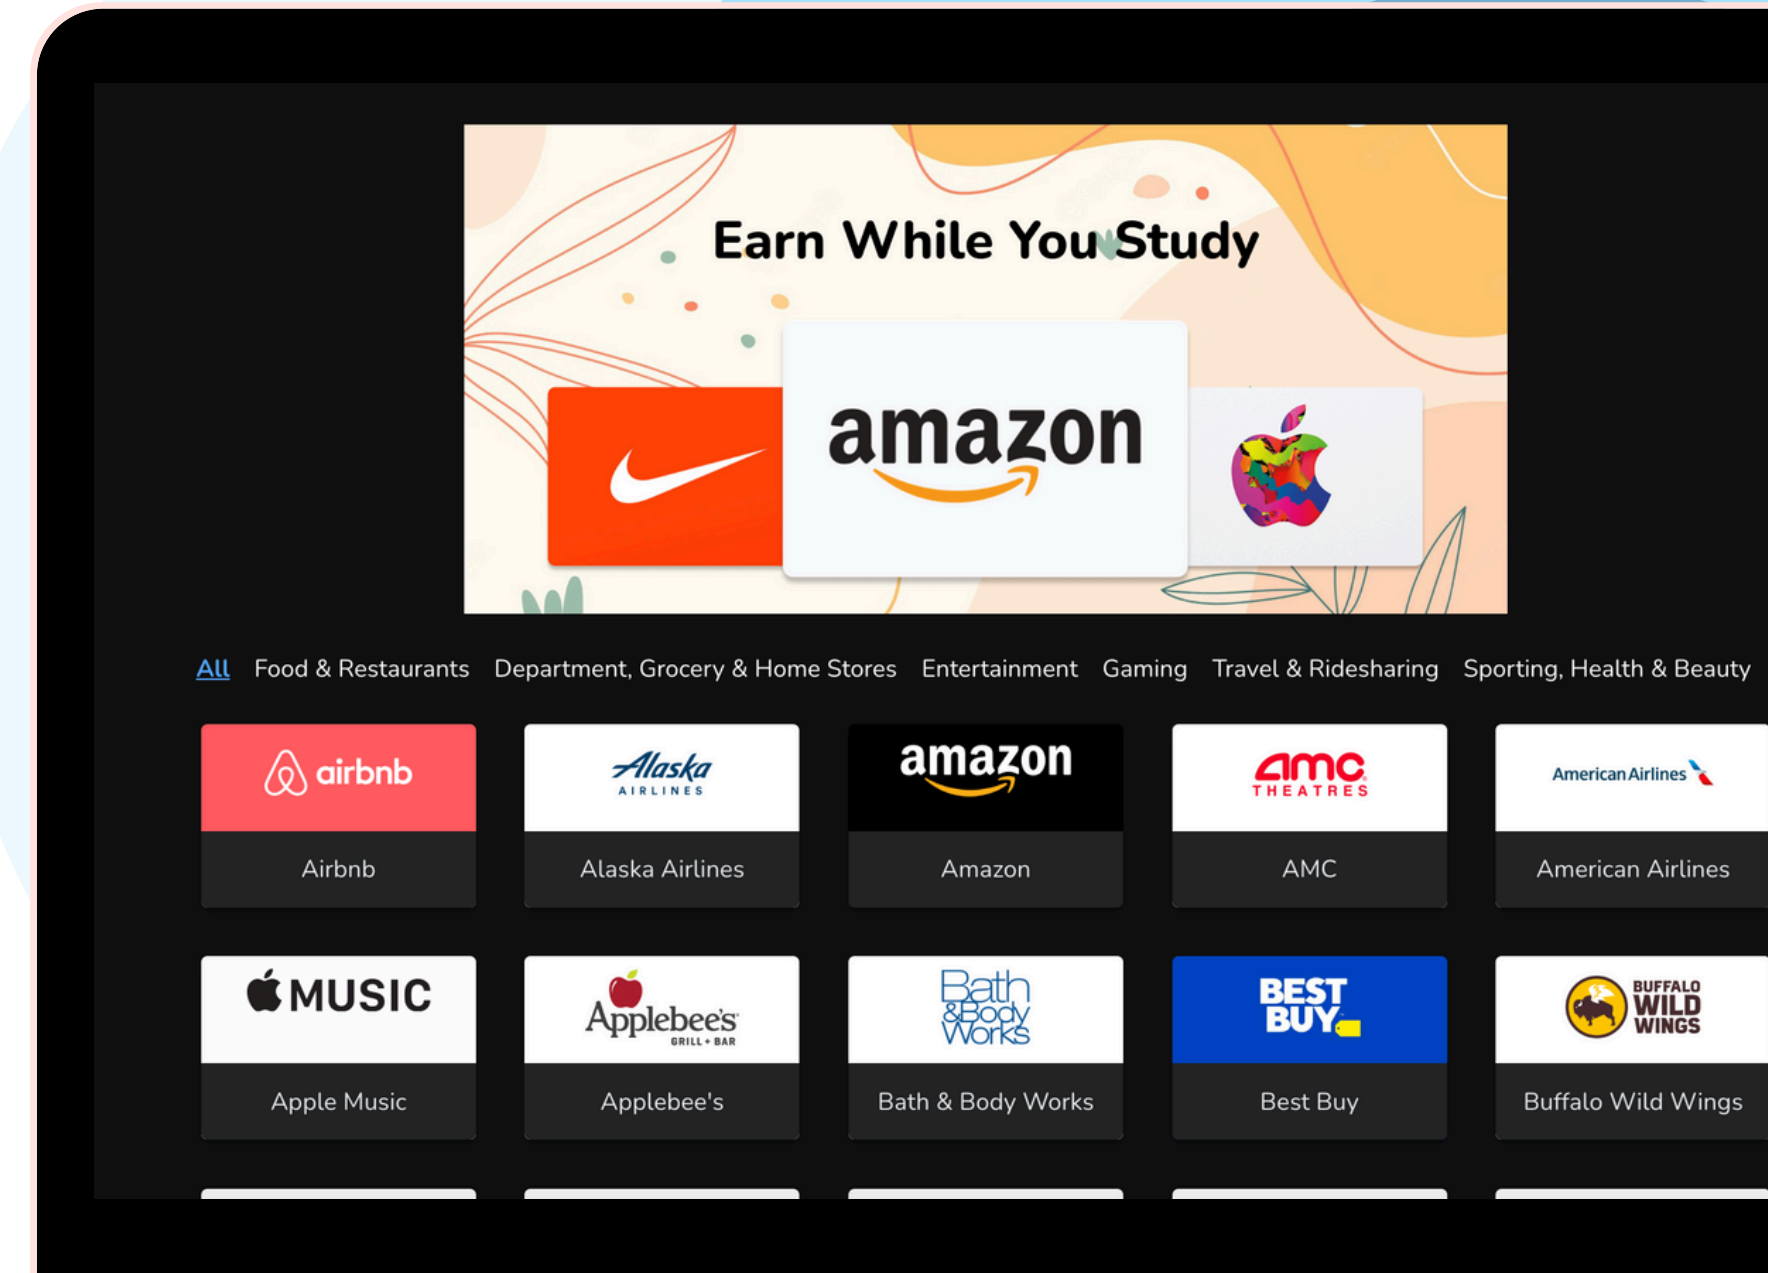 Earn While You Study
amazon
All Food & Restaurants Department, Grocery & Home Stores Entertainment Gaming Travel & Ridesharing Sporting, Health & Beauty
airbnb
Alaska
AIRLINES
amazon
amc
THEATRES
American Airlines
Airbnb
Alaska Airlines
Amazon
AMC
American Airlines
MUSIC
Applebee's
GRILL + BAR
Bath
&Body
Works
BEST
BUY
BUFFALO
WILD
WINGS
Apple Music
Applebee's
Bath & Body Works
Best Buy
Buffalo Wild Wings